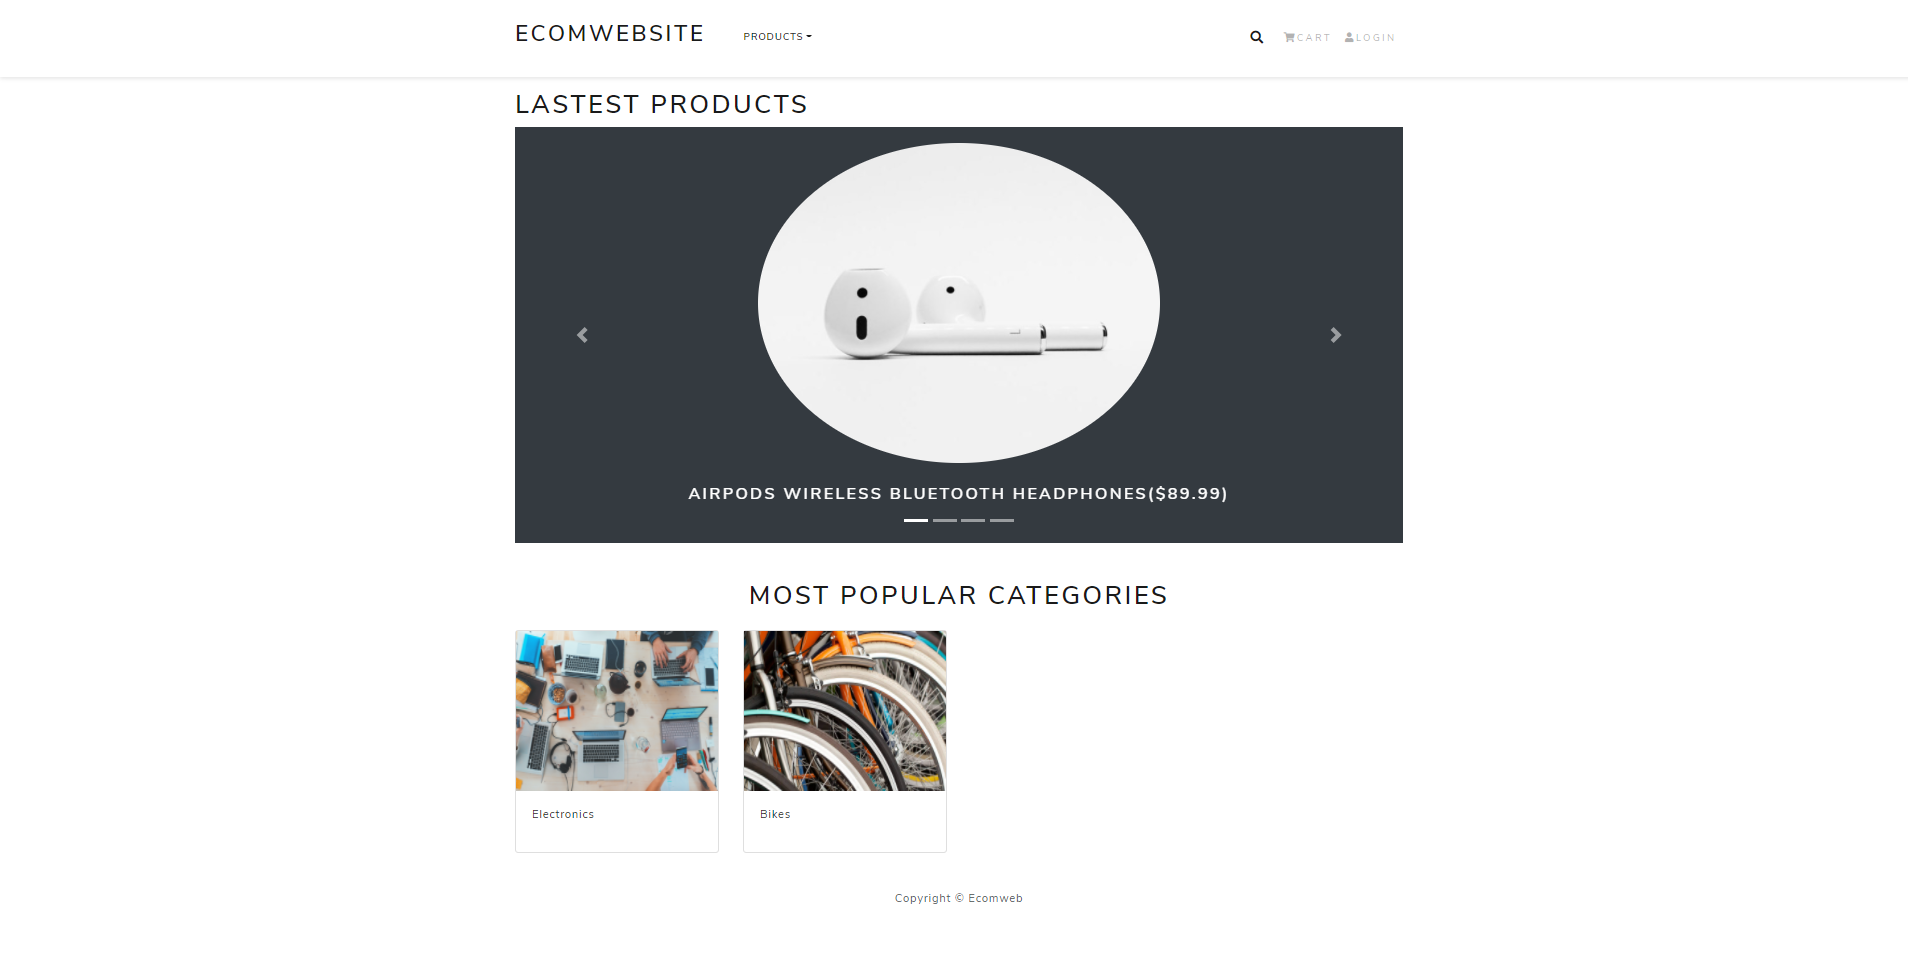 ECOMWEBSITE
PRODUCTS
CART
LOGIN
LASTEST PRODUCTS
AIRPODS WIRELESS BLUETOOTH HEADPHONES($89.99)
MOST POPULAR CATEGORIES
Electronics
Bikes
Copyright © Ecomweb